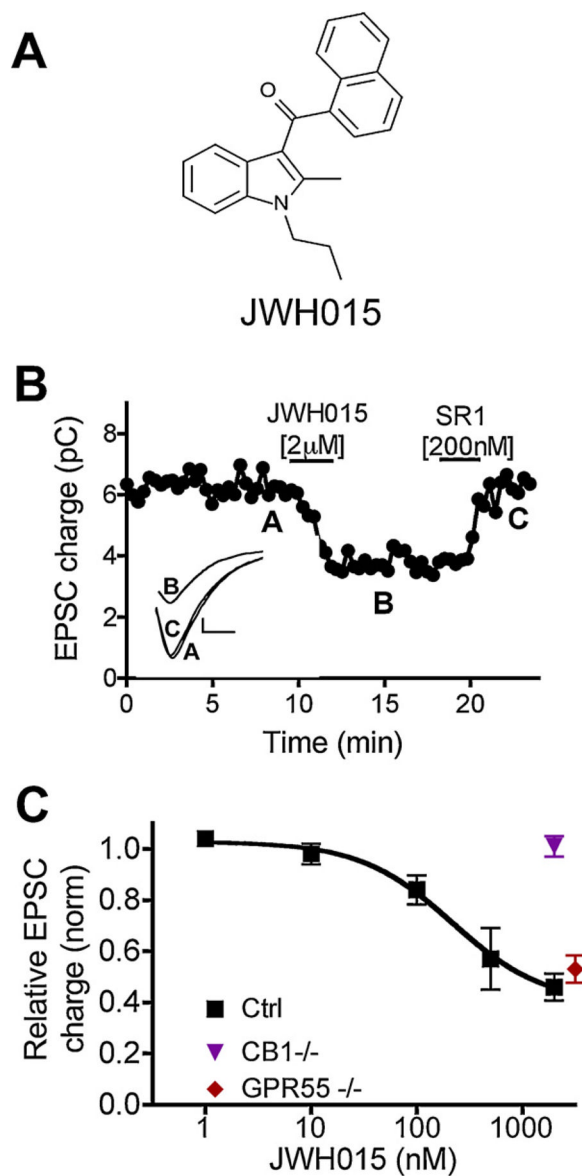 A
O
N
JWH015
B
JWH015
[2μM]
SR1
[200nM]
EPSC charge (pC)
8
6
4
2
0
A
B
C
B
C
A
0 5 10 15 20
Time (min)
C
Relative EPSC
charge (norm)
1.0
0.8
0.6
0.4
0.2
0.0
Ctrl
CB1-/-
GPR55 -/-
1 10 100 1000
JWH015 (nM)